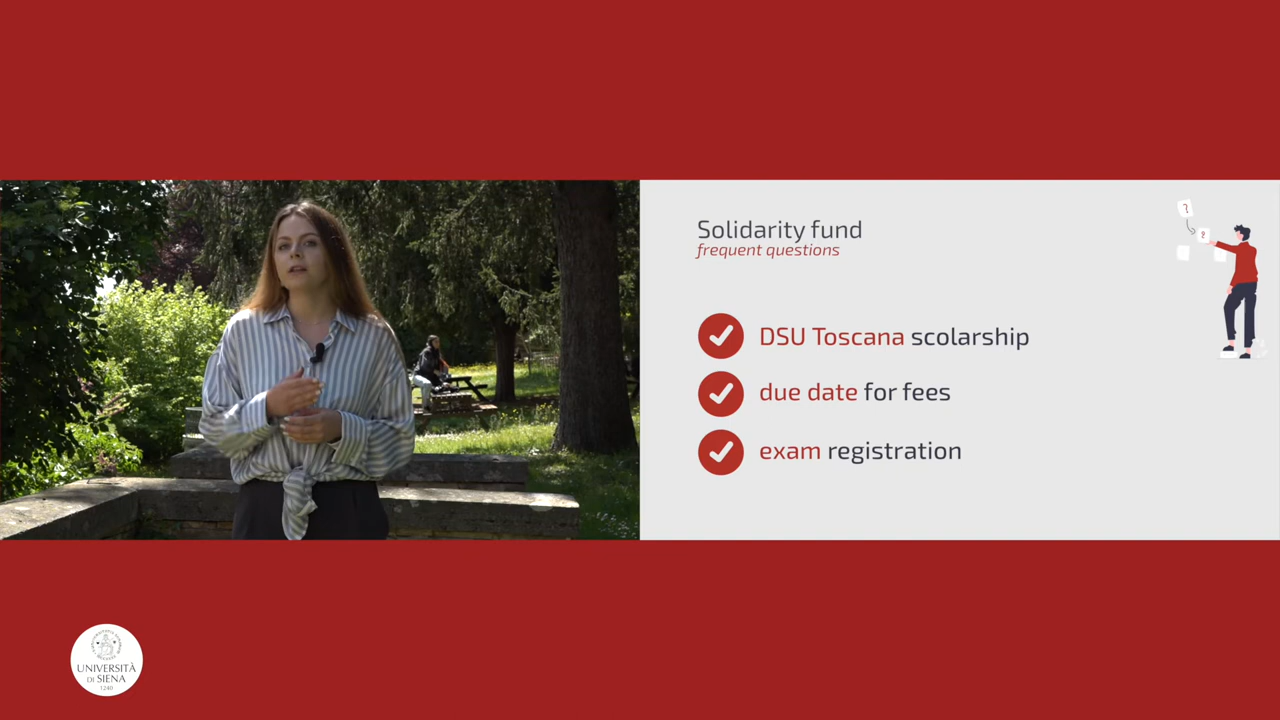 Solidarity fund
frequent questions
DSU Toscana scolarship
due date for fees
exam registration
UNIVERSITÀ
DI SIENA
1240